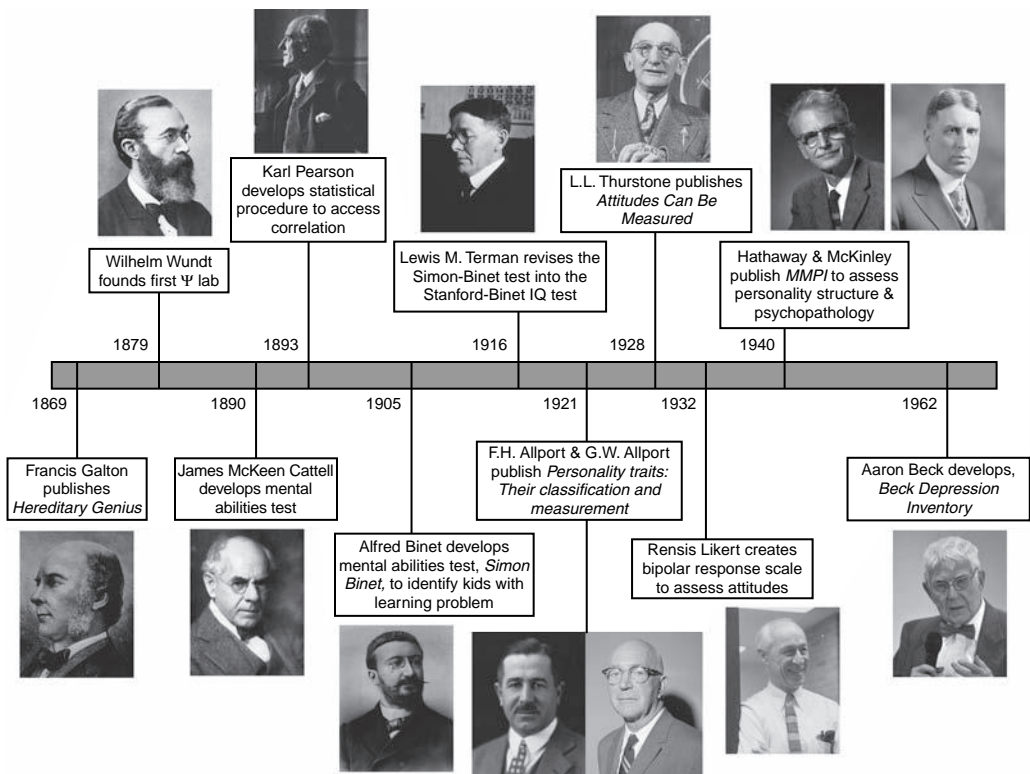 Karl Pearson
develops statistical
procedure to access
correlation
L.L. Thurstone publishes
Attitudes Can Be
Measured
Wilhelm Wundt
founds first Ψ lab
Lewis M. Terman revises the
Simon-Binet test into the
Stanford-Binet IQ test
Hathaway & McKinley
publish MMPI to assess
personality structure &
psychopathology
1879
1893
1916
1928
1940
1869
1890
1905
1921
1932
1962
Francis Galton
publishes
Hereditary Genius
James McKeen Cattell
develops mental
abilities test
Alfred Binet develops
mental abilities test, Simon
Binet, to identify kids with
learning problem
F.H. Allport & G.W. Allport
publish Personality traits:
Their classification and
measurement
Rensis Likert creates
bipolar response scale
to assess attitudes
Aaron Beck develops,
Beck Depression
Inventory